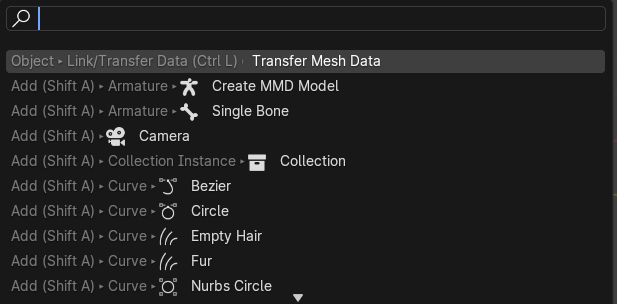 Object ▸ Link/Transfer Data (Ctrl L) ▸ Transfer Mesh Data
Add (Shift A) ▸ Armature ▸ Create MMD Model
Add (Shift A) ▸ Armature ▸ Single Bone
Add (Shift A) ▸ Camera
Add (Shift A) ▸ Collection Instance ▸ Collection
Add (Shift A) ▸ Curve ▸ Bezier
Add (Shift A) ▸ Curve ▸ Circle
Add (Shift A) ▸ Curve ▸ Empty Hair
Add (Shift A) ▸ Curve ▸ Fur
Add (Shift A) ▸ Curve ▸ Nurbs Circle